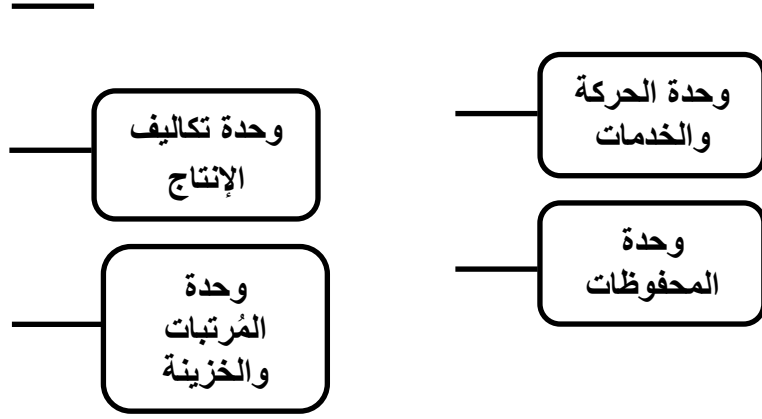 وحدة الحركة
والخدمات
وحدة
المحفوظات
وحدة تكاليف
الإنتاج
وحدة
المُرتبات
والخزينة